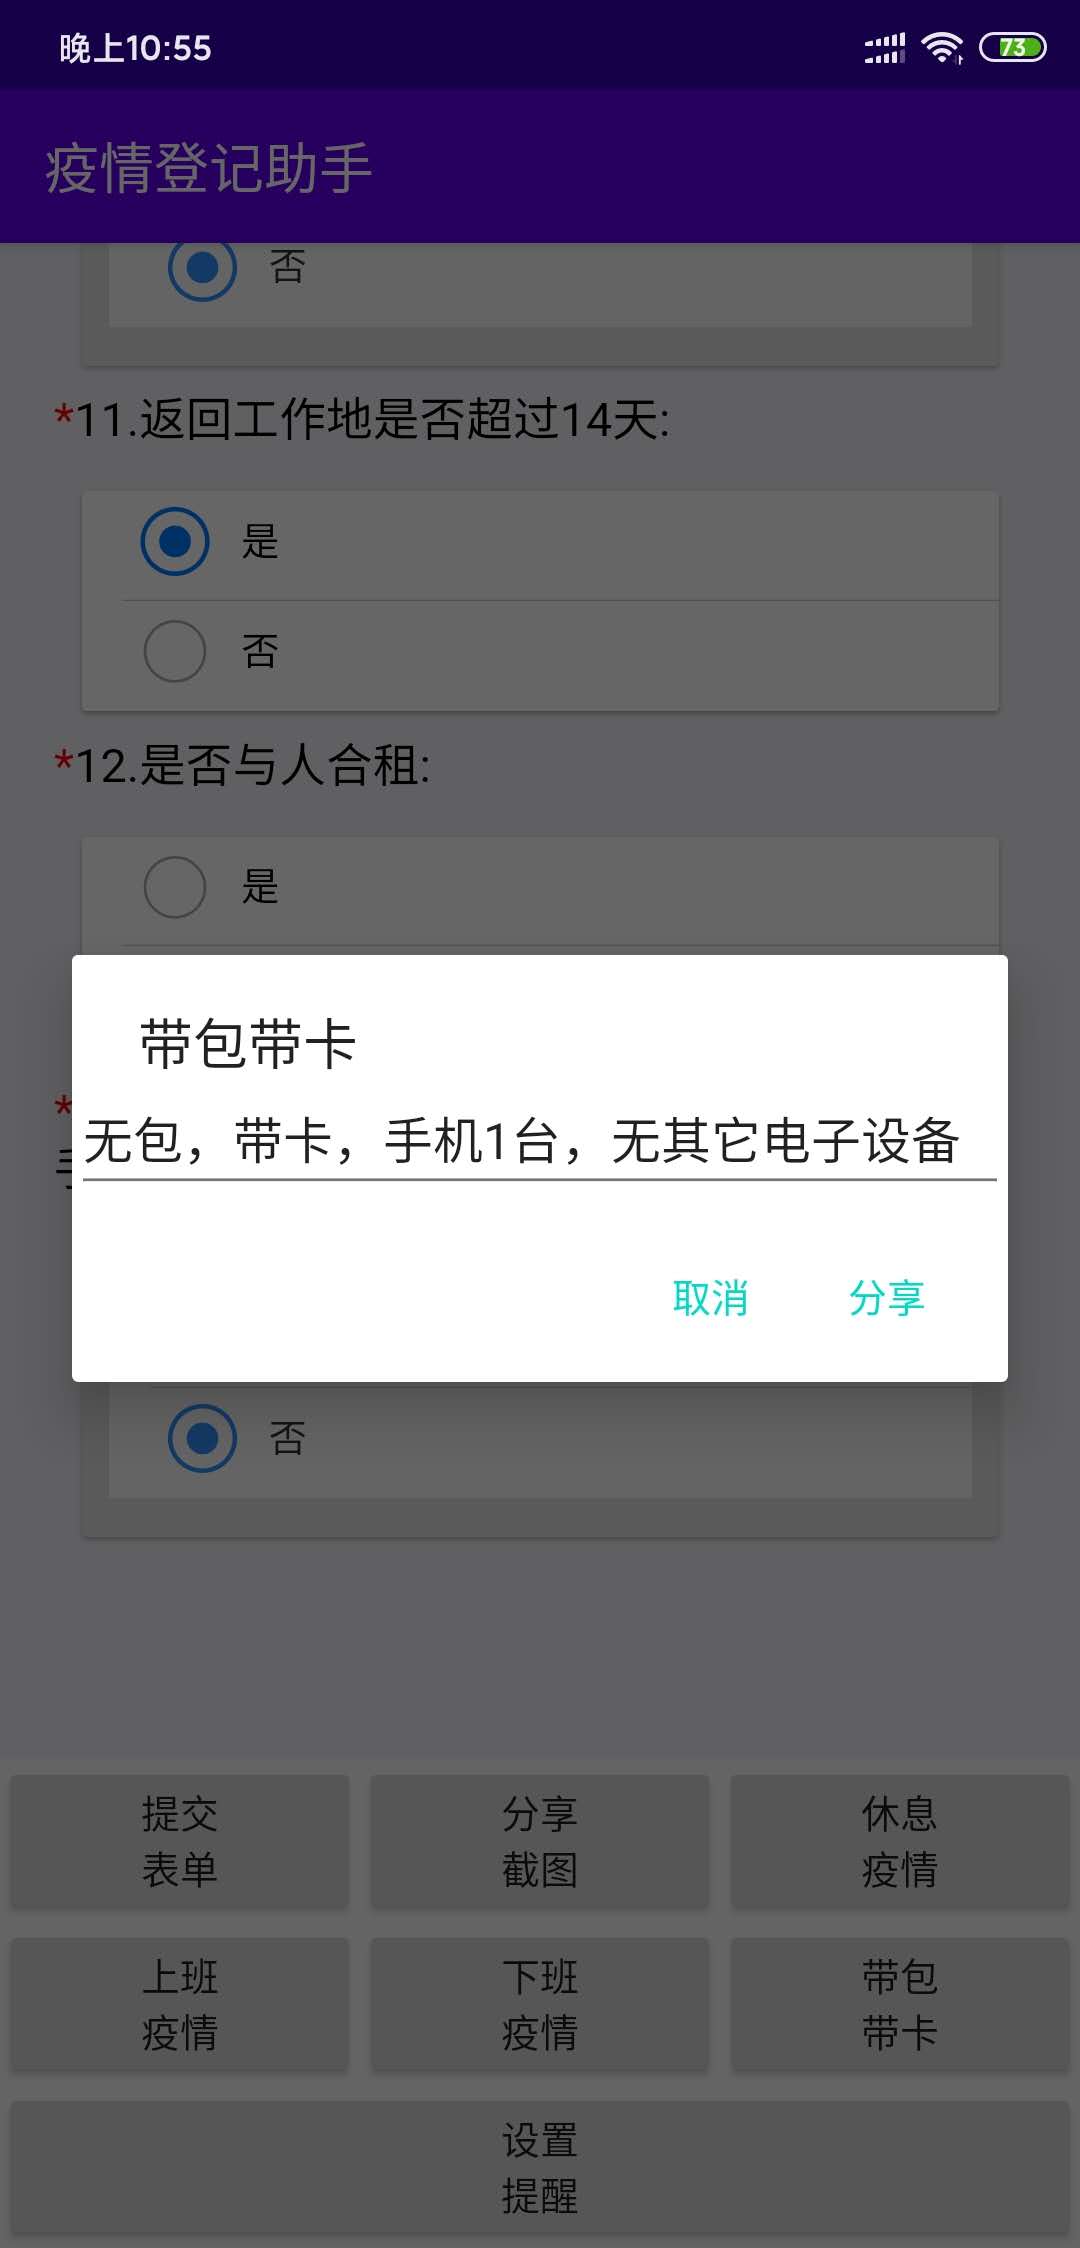 晚上10:55
73
疫情登记助手
否
*11.返回工作地是否超过14天:
是
否
*12.是否与人合租:
是
带包带卡
*
无包，带卡，手机1台，无其它电子设备
取消 分享
否
提交
表单
分享
截图
休息
疫情
上班
疫情
下班
疫情
带包
带卡
设置
提醒